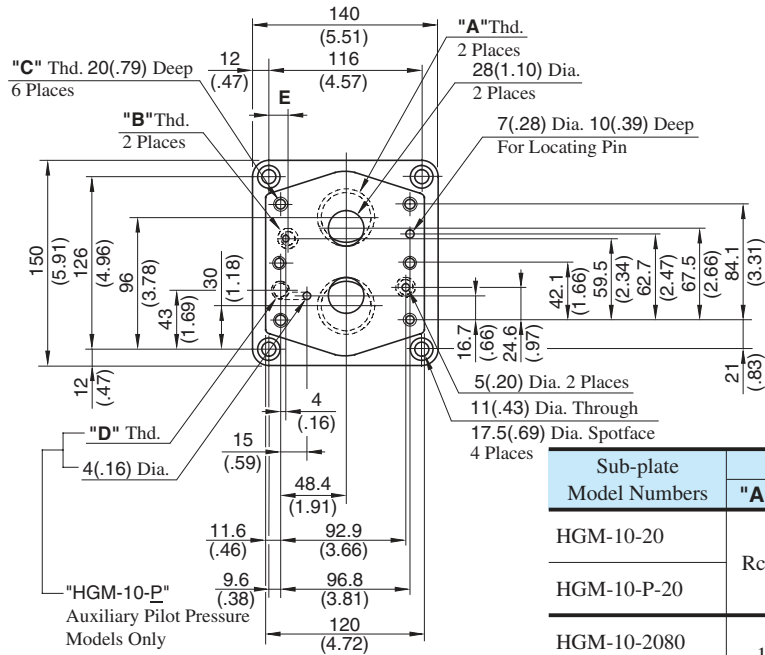 140
(5.51)
"A" Thd.
2 Places
12
(.47)
116
(4.57)
28(1.10) Dia.
2 Places
"C" Thd. 20(.79) Deep
6 Places
E
"B" Thd.
2 Places
7(.28) Dia. 10(.39) Deep
For Locating Pin
150
(5.91)
126
(4.96)
96
(3.78)
30
(1.18)
43
(1.69)
12
(.47)
16.7
(.66)
24.6
(.97)
42.1
(1.66)
59.5
(2.34)
62.7
(2.47)
67.5
(2.66)
84.1
(3.31)
21
(.83)
4
(.16)
5(.20) Dia. 2 Places
11(.43) Dia. Through
17.5(.69) Dia. Spotface
4 Places
"D" Thd.
4(.16) Dia.
15
(.59)
48.4
(1.91)
11.6
(.46)
92.9
(3.66)
9.6
(.38)
96.8
(3.81)
120
(4.72)
"HGM-10-P"
Auxiliary Pilot Pressure
Models Only
Sub-plate
Model Numbers
"A
HGM-10-20
Rc
HGM-10-P-20
HGM-10-2080
1